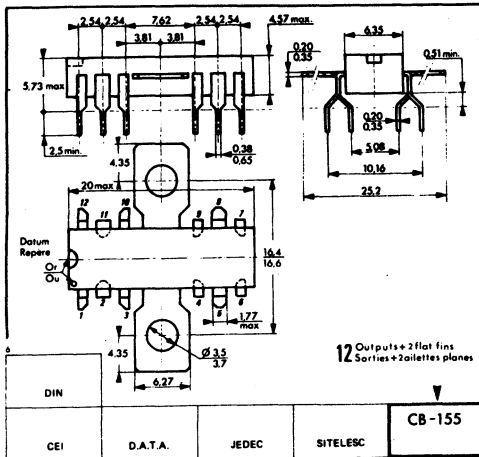 2,54 2,54 7,62 2,54 2,54
3,81 3,81
4,57 max.
5,73 max
2,5 min.
0,38
0,65
6,35
0,20
0,35
0,51 min.
0,20
0,35
5,08
10,16
25,2
4.35
20 max
12 11 10 9 8 7
Datum
Repère
Or
Ou
1 2 3 4 5 6
16,4
16,6
1,77
max
4.35
Ø 3,5
3,7
6,27
12 Outputs + 2 flat fins
Sorties + 2 ailettes planes
6
DIN
CB-155
CEI D.A.T.A. JEDEC SITELESC